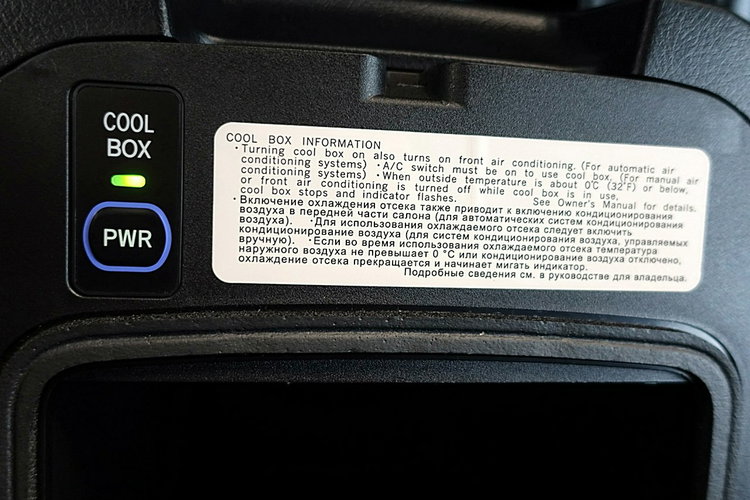 COOL
BOX
PWR
COOL BOX INFORMATION
・Turning cool box on also turns on front air conditioning. (For automatic air
conditioning systems) ・A/C switch must be on to use cool box. (For manual air
conditioning systems) ・When outside temperature is about 0℃ (32℉) or below,
or front air conditioning is turned off while cool box is in use,
cool box stops and indicator flashes. See Owner's Manual for details.
・Включение охлаждения отсека также приводит к включению кондиционирования
воздуха в передней части салона (для автоматических систем кондиционирования
воздуха). ・Для использования охлаждаемого отсека следует включить
кондиционирование воздуха (для систем кондиционирования воздуха, управляемых
вручную). ・Если во время использования охлаждаемого отсека температура
наружного воздуха не превышает 0 °C или кондиционирование воздуха отключено,
охлаждение отсека прекращается и начинает мигать индикатор.
Подробные сведения см. в руководстве для владельца.